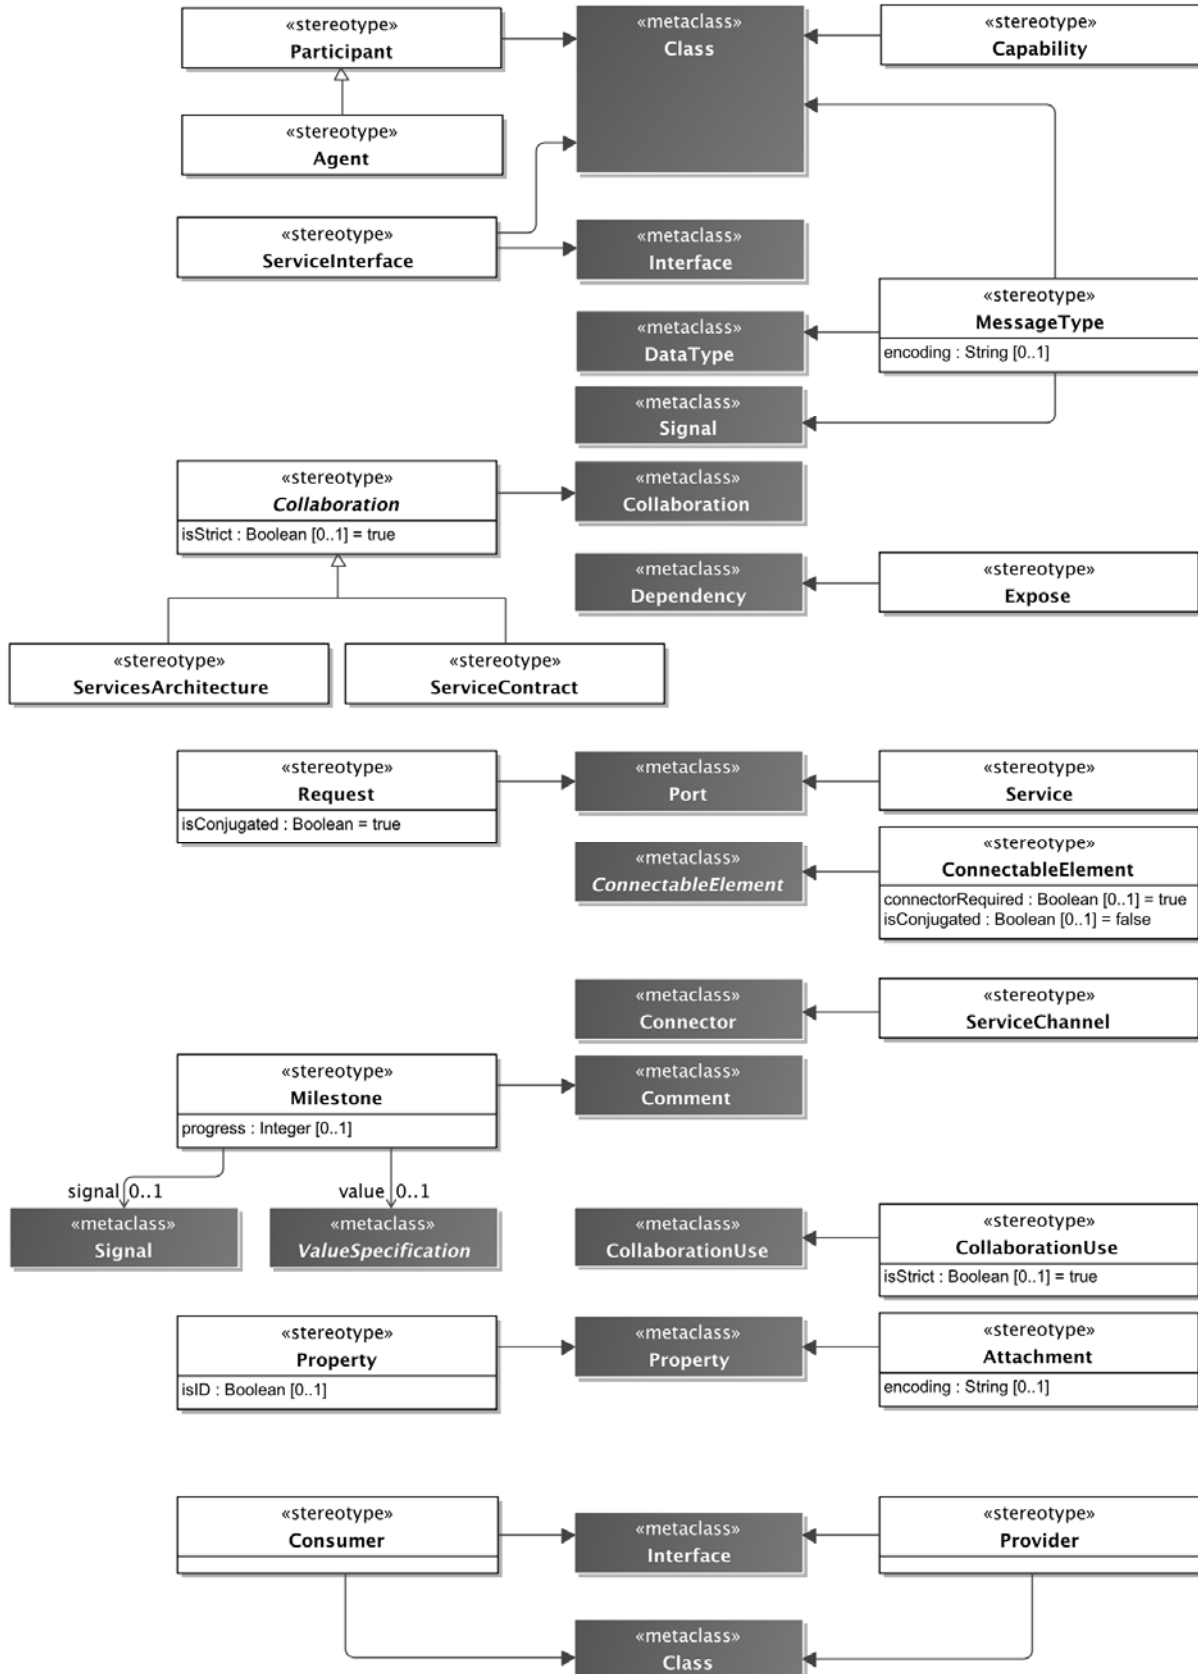 «stereotype»
Participant
«metaclass»
Class
«stereotype»
Capability
«stereotype»
Agent
«stereotype»
ServiceInterface
«metaclass»
Interface
«stereotype»
MessageType
encoding : String [0..1]
«metaclass»
DataType
«metaclass»
Signal
«stereotype»
Collaboration
isStrict : Boolean [0..1] = true
«metaclass»
Collaboration
«metaclass»
Dependency
«stereotype»
Expose
«stereotype»
ServicesArchitecture
«stereotype»
ServiceContract
«stereotype»
Request
isConjugated : Boolean = true
«metaclass»
Port
«stereotype»
Service
«metaclass»
ConnectableElement
«stereotype»
ConnectableElement
connectorRequired : Boolean [0..1] = true
isConjugated : Boolean [0..1] = false
«metaclass»
Connector
«stereotype»
ServiceChannel
«stereotype»
Milestone
progress : Integer [0..1]
«metaclass»
Comment
signal 0..1
value 0..1
«metaclass»
Signal
«metaclass»
ValueSpecification
«metaclass»
CollaborationUse
«stereotype»
CollaborationUse
isStrict : Boolean [0..1] = true
«stereotype»
Property
isID : Boolean [0..1]
«metaclass»
Property
«stereotype»
Attachment
encoding : String [0..1]
«stereotype»
Consumer
«metaclass»
Interface
«stereotype»
Provider
«metaclass»
Class